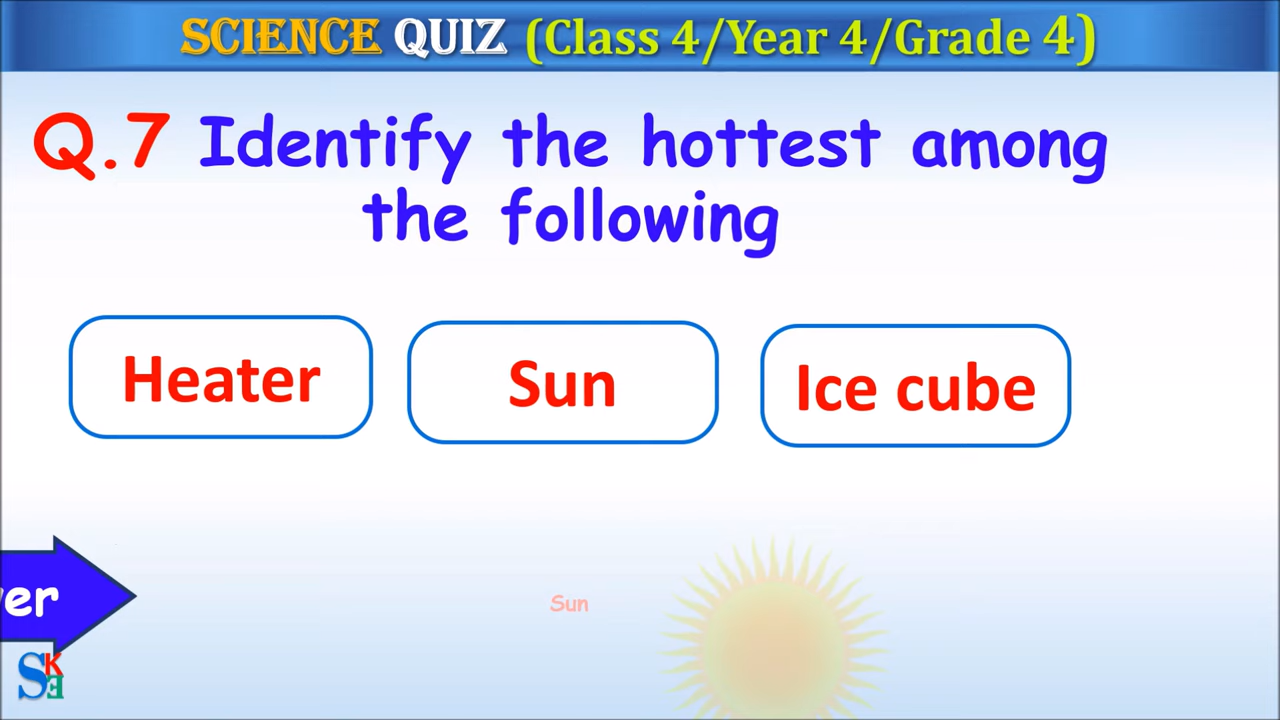 SCIENCE QUIZ (Class 4/Year 4/Grade 4)
Q.7 Identify the hottest among
the following
Heater
Sun
Ice cube
er
Sun
SKE